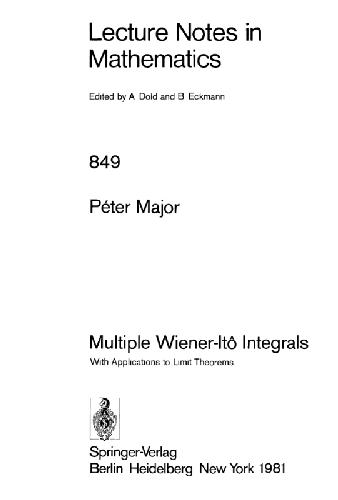 Lecture Notes in
Mathematics
Edited by A Dold and B Eckmann
849
Péter Major
Multiple Wiener-Itô Integrals
With Applications to Limit Theorems
Springer-Verlag
Berlin Heidelberg New York 1981